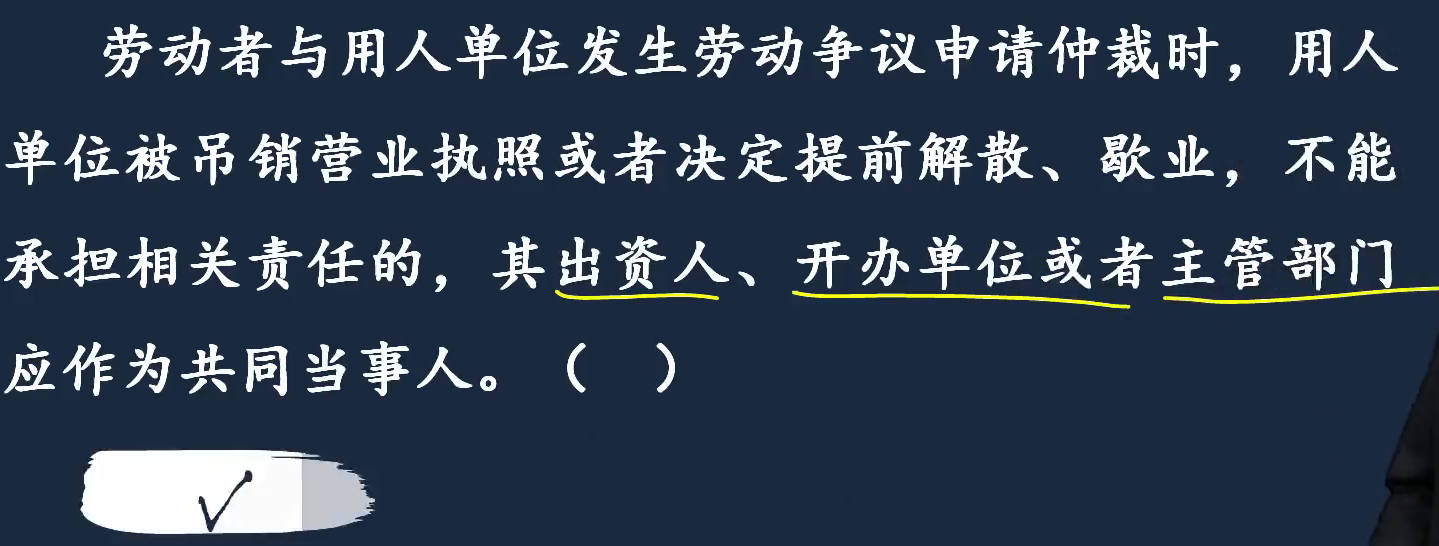 劳动者与用人单位发生劳动争议申请仲裁时，用人
单位被吊销营业执照或者决定提前解散、歇业，不能
承担相关责任的，其出资人、开办单位或者主管部门
应作为共同当事人。（ ）
√